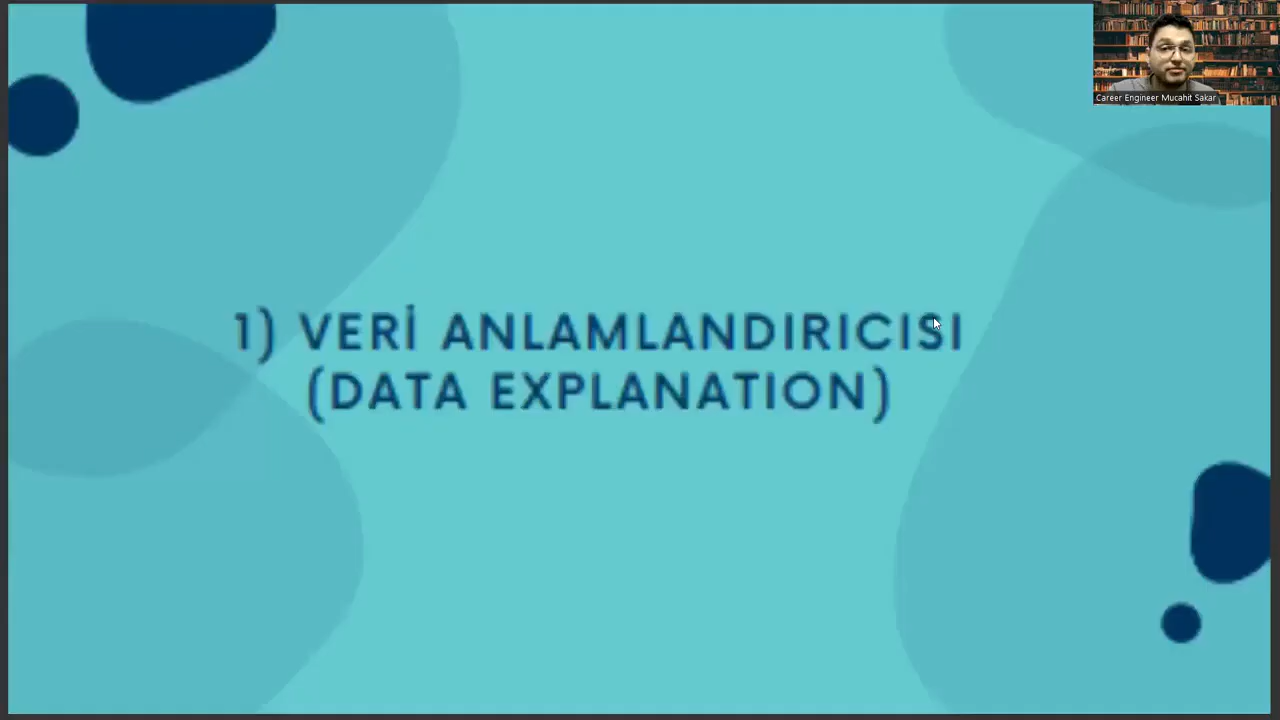 Career Engineer Mucahit Sakar
1) VERİ ANLAMLANDIRICISI
(DATA EXPLANATION)